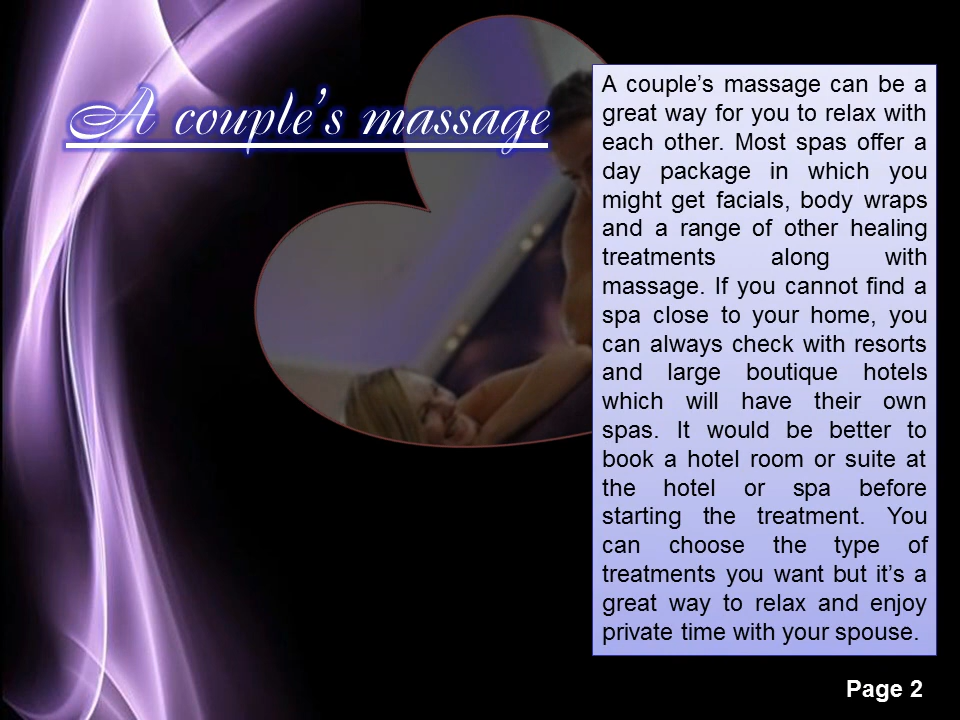 A couple’s massage
A couple’s massage can be a
great way for you to relax with
each other. Most spas offer a
day package in which you
might get facials, body wraps
and a range of other healing
treatments along with
massage. If you cannot find a
spa close to your home, you
can always check with resorts
and large boutique hotels
which will have their own
spas. It would be better to
book a hotel room or suite at
the hotel or spa before
starting the treatment. You
can choose the type of
treatments you want but it’s a
great way to relax and enjoy
private time with your spouse.
Page 2